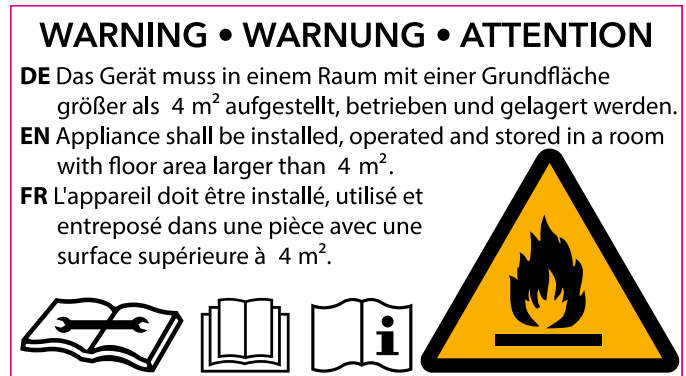 WARNING • WARNUNG • ATTENTION
DE Das Gerät muss in einem Raum mit einer Grundfläche
größer als 4 m² aufgestellt, betrieben und gelagert werden.
EN Appliance shall be installed, operated and stored in a room
with floor area larger than 4 m².
FR L'appareil doit être installé, utilisé et
entreposé dans une pièce avec une
surface supérieure à 4 m².
i